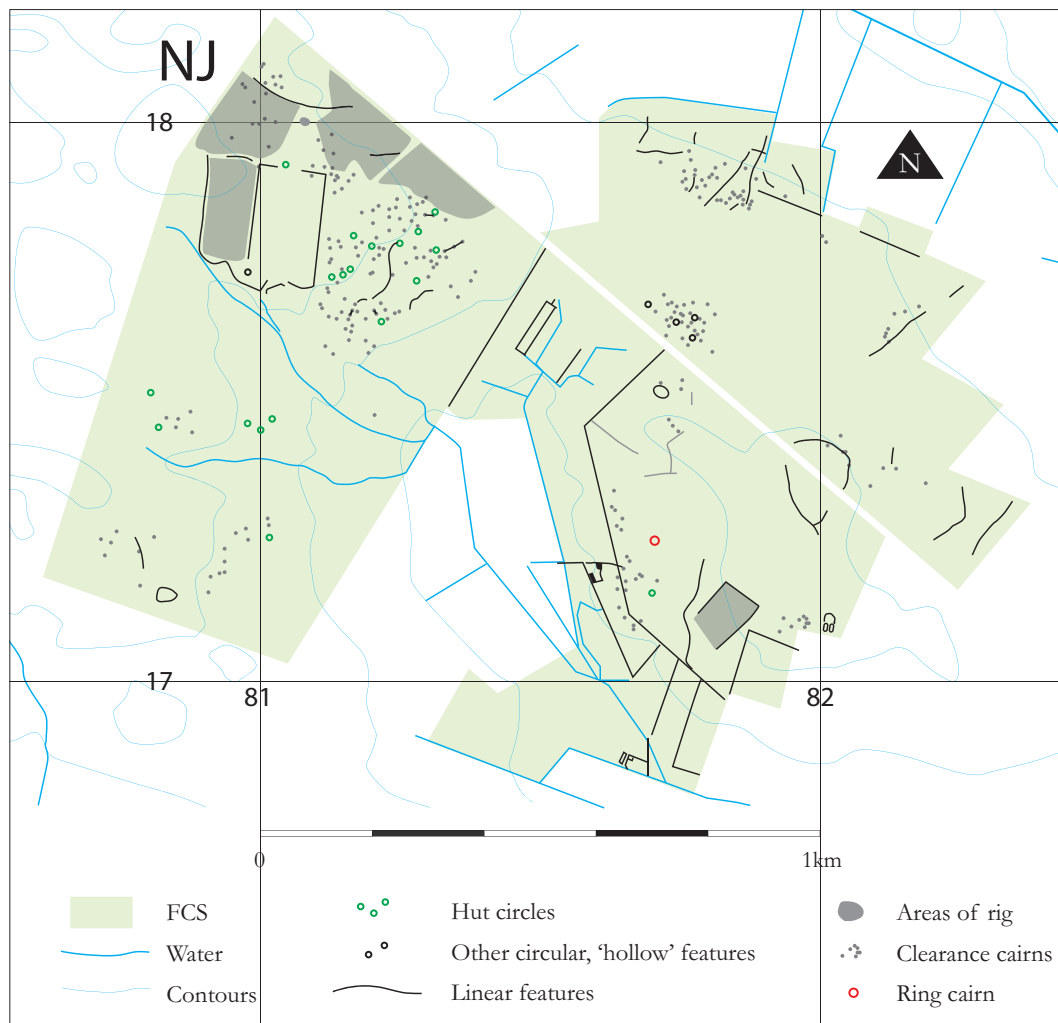 NJ
18
N
17
81
82
0
1km
FCS
Hut circles
Areas of rig
Water
Other circular, ‘hollow’ features
Clearance cairns
Contours
Linear features
Ring cairn